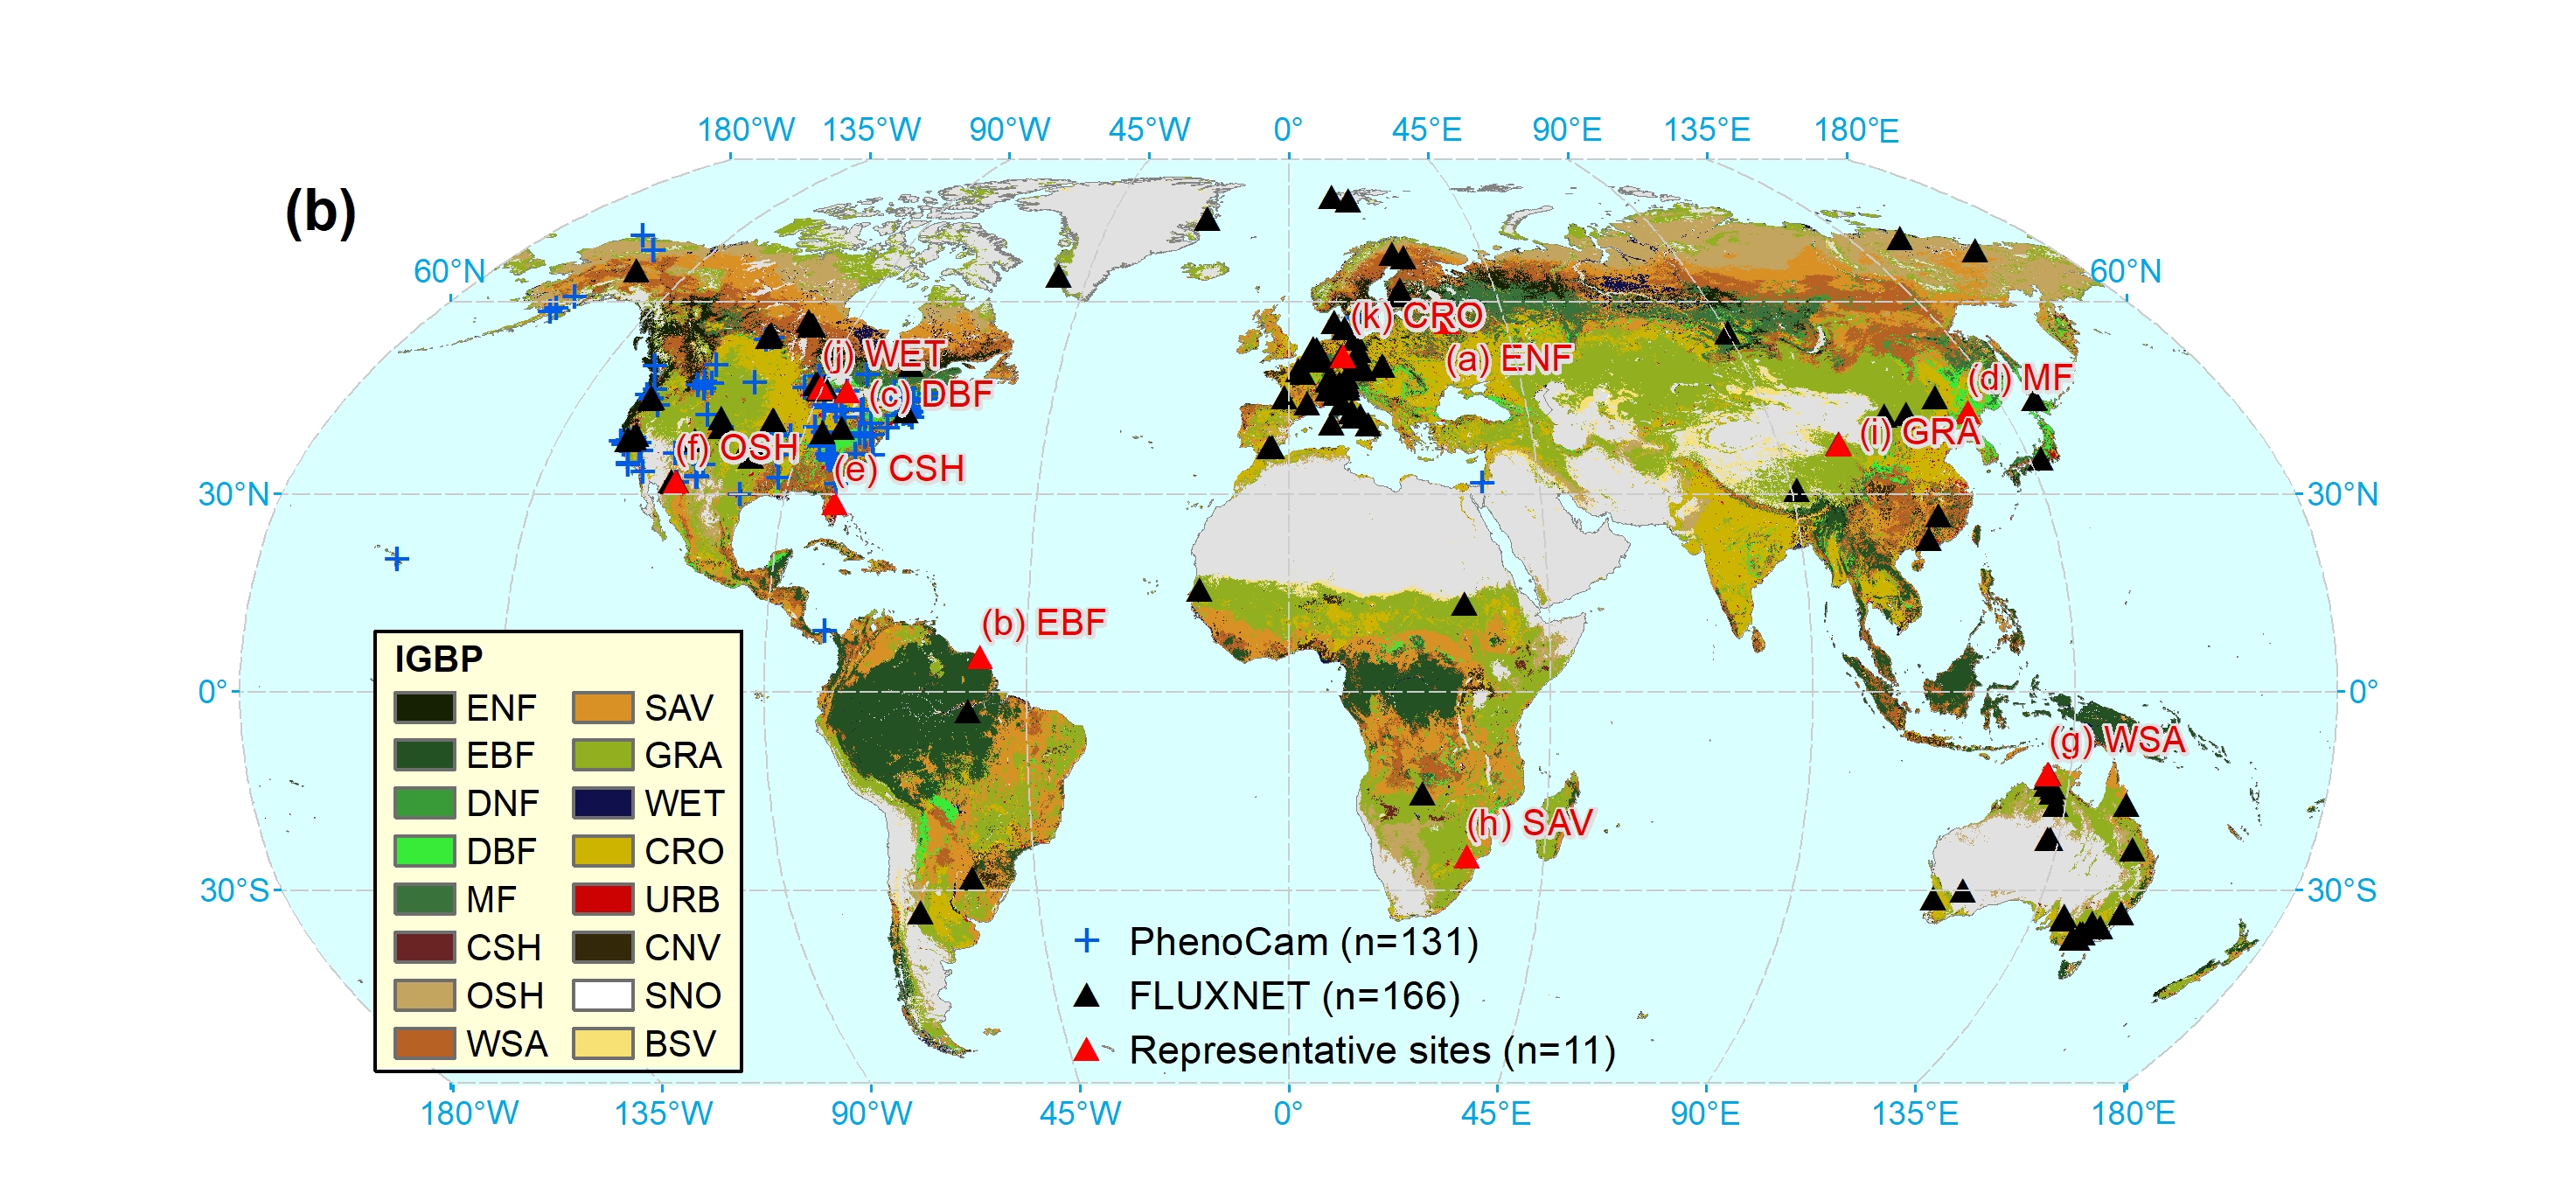 180°W 135°W 90°W 45°W 0° 45°E 90°E 135°E 180°E
(b)
60°N 60°N
(k) CRO
(j) WET (a) ENF
(c) DBF (d) MF
(f) OSH (i) GRA
(e) CSH
30°N 30°N
(b) EBF
0° 0°
(g) WSA
(h) SAV
30°S 30°S
IGBP
ENF SAV
EBF GRA
DNF WET
DBF CRO
MF URB
CSH CNV
OSH SNO
WSA BSV
PhenoCam (n=131)
FLUXNET (n=166)
Representative sites (n=11)
180°W 135°W 90°W 45°W 0° 45°E 90°E 135°E 180°E